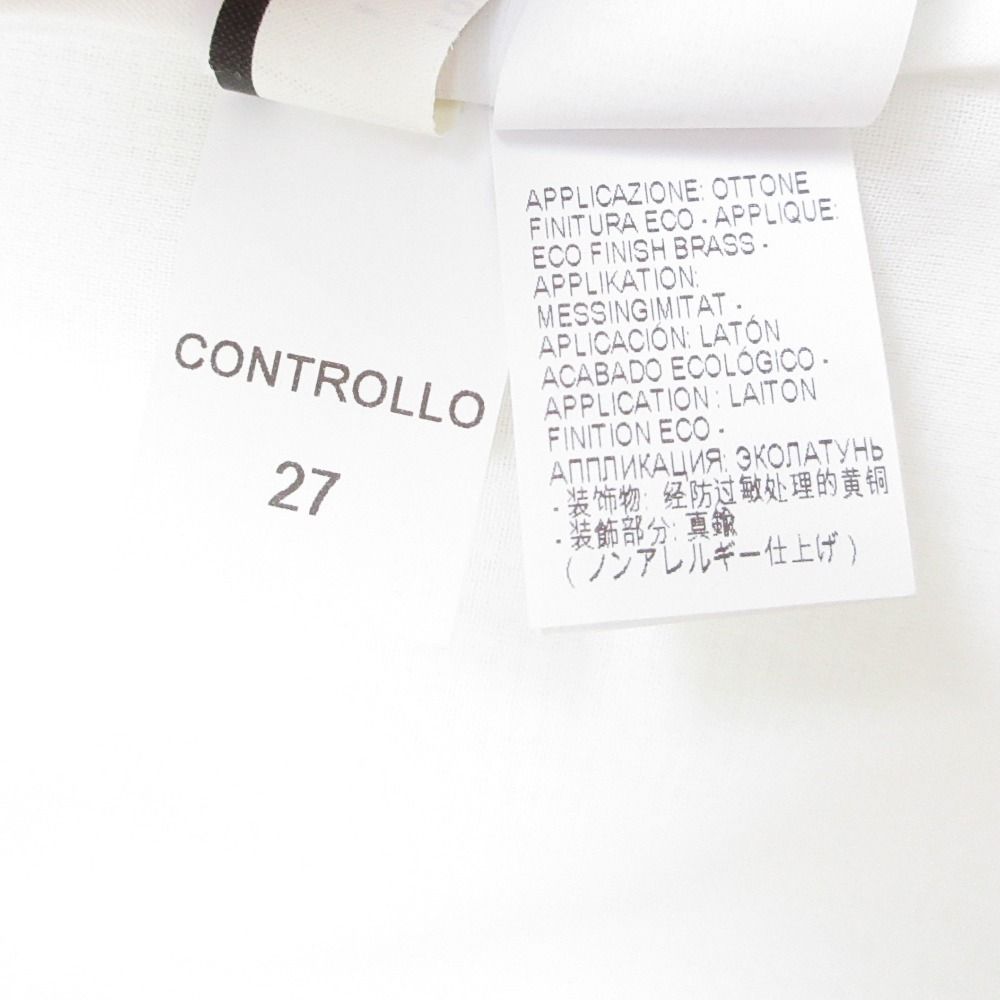 CONTROLLO
27
APPLICAZIONE: OTTONE
FINITURA ECO - APPLIQUE:
ECO FINISH BRASS -
APPLIKATION:
MESSINGIMITAT -
APLICACIÓN: LATÓN
ACABADO ECOLÓGICO -
APPLICATION : LAITON
FINITION ECO -
АППЛИКАЦИЯ: ЭКОЛАТУНЬ
- 装饰物: 经防过敏处理的黄铜
- 装飾部分: 真鍮
(ノンアレルギー仕上げ)